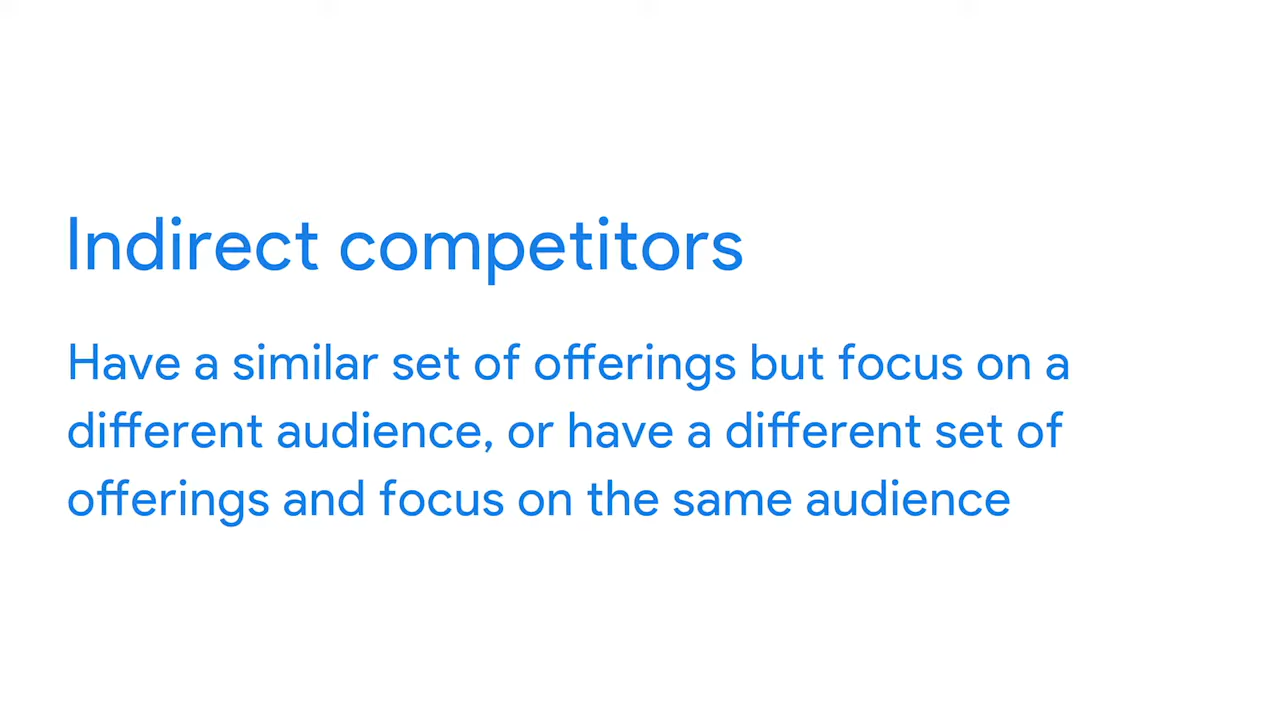 Indirect competitors
Have a similar set of offerings but focus on a
different audience, or have a different set of
offerings and focus on the same audience